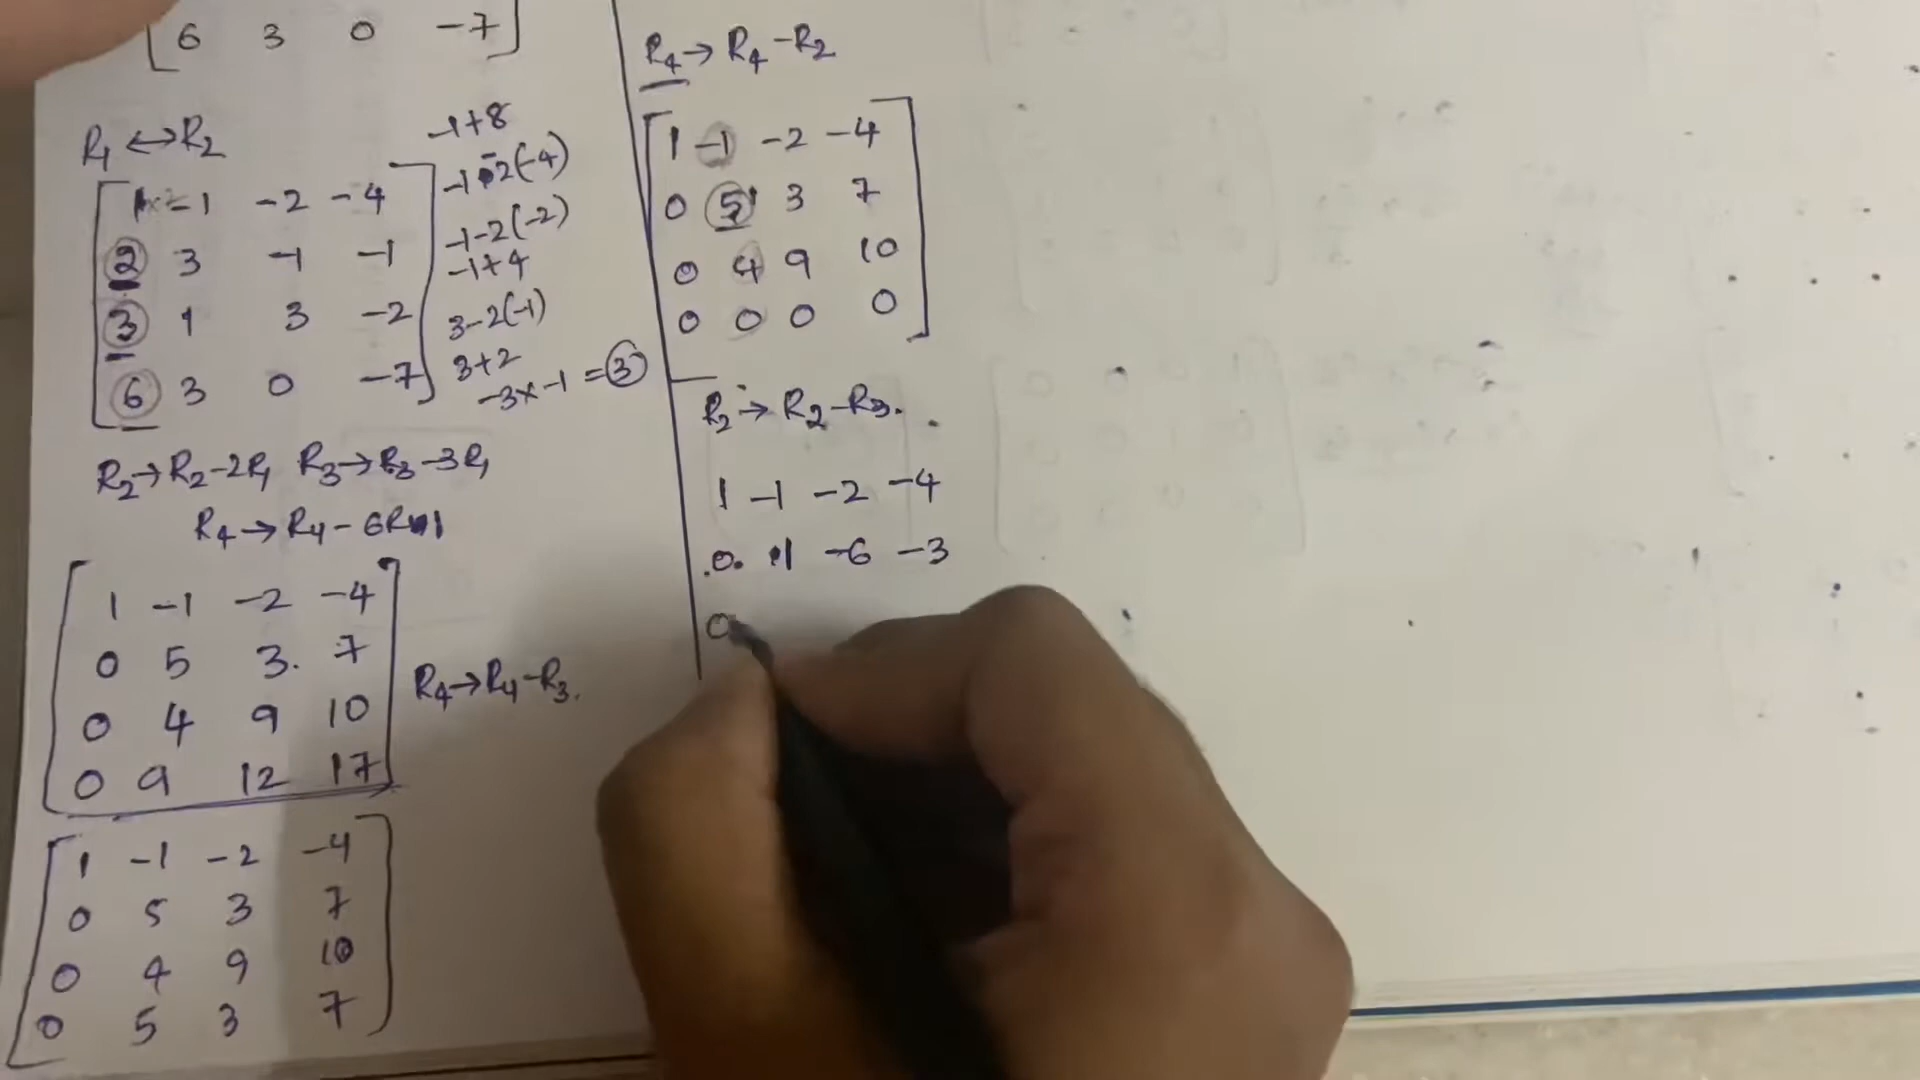 6 3 0 -7
R1 ↔ R2
1 -1 -2 -4
2 3 -1 -1
3 1 3 -2
6 3 0 -7
-1+8
-1-2(-4)
-1-2(-2)
-1+4
3-2(-1)
3+2
-3x-1 = 3
R2→R2-2R1 R3→R3-3R1
R4→R4-6R1
1 -1 -2 -4
0 5 3. 7
0 4 9 10
0 9 12 17
R4→R4-R3.
1 -1 -2 -4
0 5 3 7
0 4 9 10
0 5 3 7
R4→R4-R2
1 -1 -2 -4
0 5 3 7
0 4 9 10
0 0 0 0
R2→R2-R3.
1 -1 -2 -4
0. 1 -6 -3
0